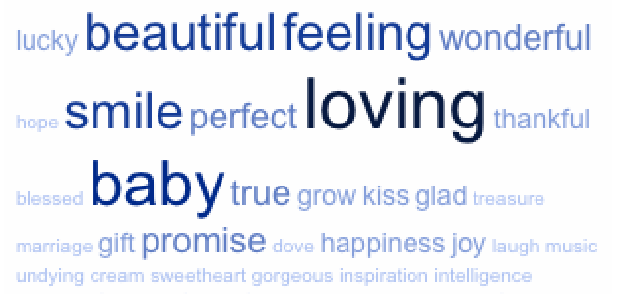 lucky beautiful feeling wonderful
hope smile perfect loving thankful
blessed baby true grow kiss glad treasure
marriage gift promise dove happiness joy laugh music
undying cream sweetheart gorgeous inspiration intelligence